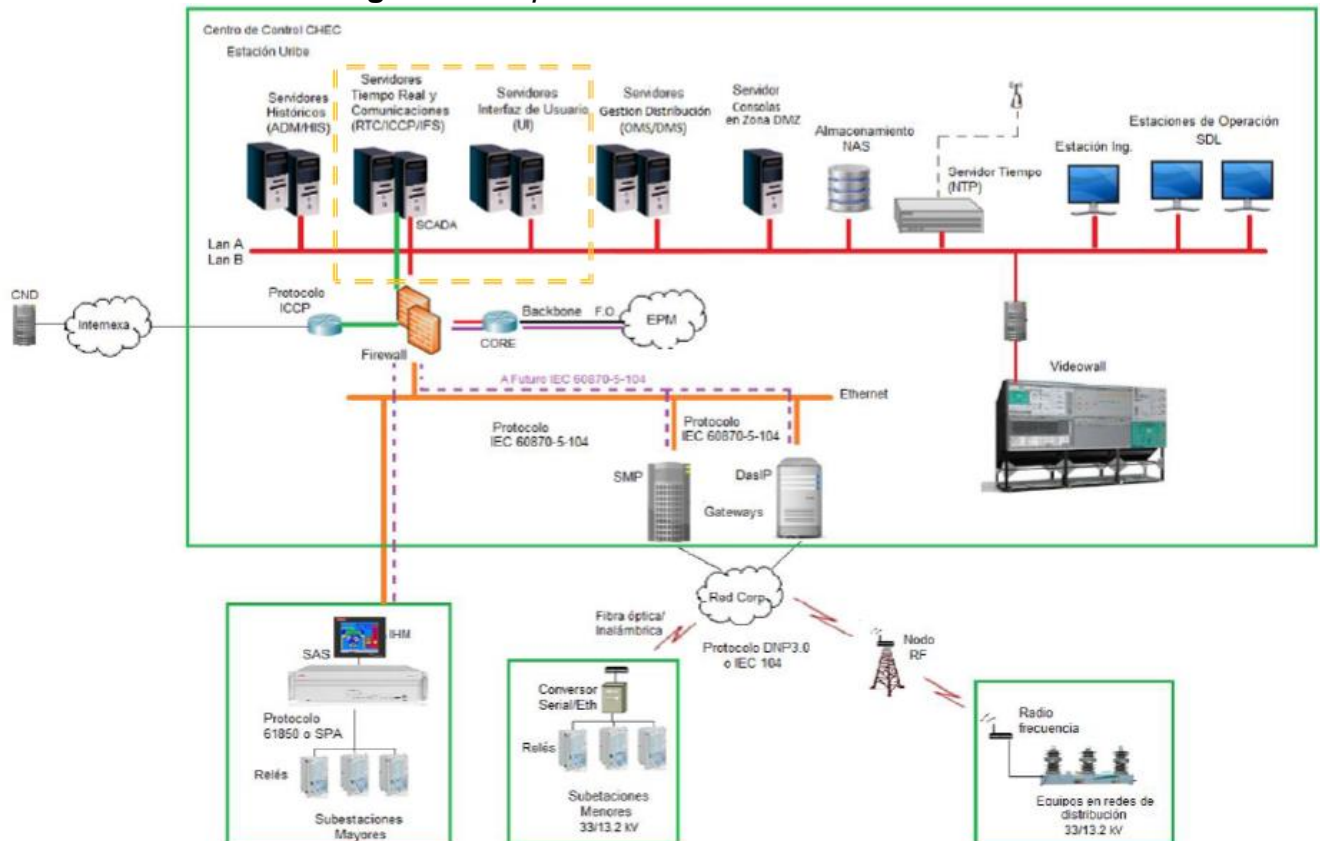 Centro de Control CHEC
Estación Uribe
Servidores
Históricos
(ADM/HIS)
Servidores
Tiempo Real y
Comunicaciones
(RTC/ICCP/IFS)
Servidores
Interfaz de Usuario
(UI)
Servidores
Gestion Distribución
(OMS/DMS)
Servidor
Consolas
en Zona DMZ
Almacenamiento
NAS
Servidor Tiempo
(NTP)
Estación Ing.
Estaciones de Operación
SDL
SCADA
Lan A
Lan B
CND
Internexa
Protocolo
ICCP
Firewall
CORE
Backbone F.O.
EPM
Videowall
A Futuro IEC 60870-5-104
Ethernet
Protocolo
IEC 60870-5-104
Protocolo
IEC 60870-5-104
SMP
DasIP
Gateways
Red Corp.
Fibra óptica/
Inalámbrica
Protocolo DNP3.0
o IEC 104
Nodo
RF
IHM
SAS
Protocolo
61850 o SPA
Relés
Subestaciones
Mayores
Conversor
Serial/Eth
Relés
Subetaciones
Menores
33/13.2 kV
Radio
frecuencia
Equipos en redes de
distribución
33/13.2 kV